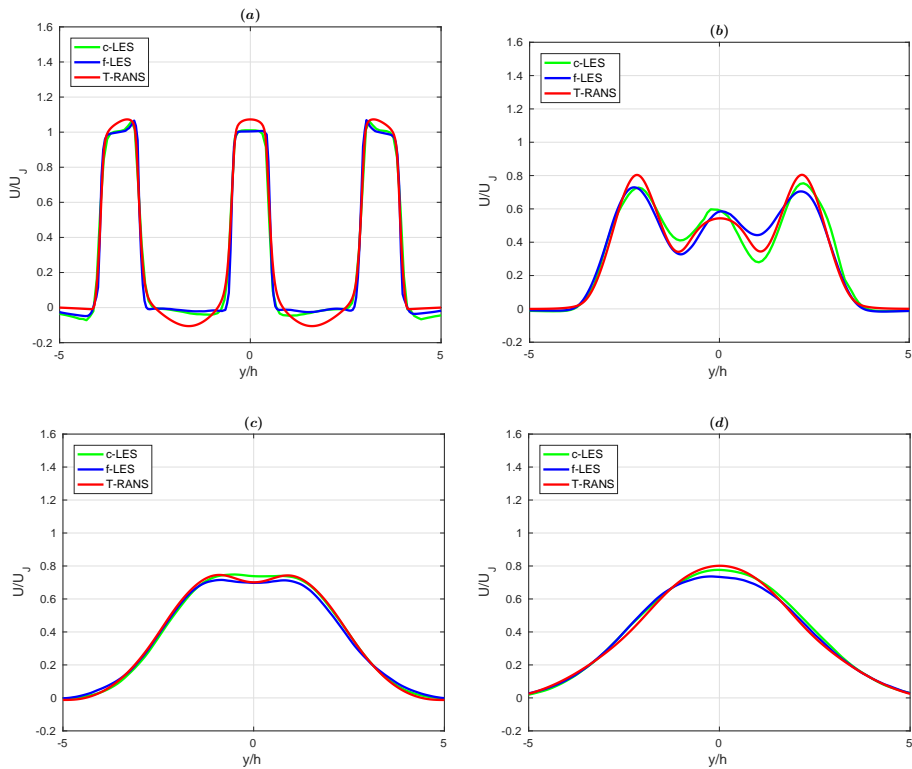 (a)
1.6
1.4
1.2
1
0.8
0.6
0.4
0.2
0
-0.2
U/U_J
c-LES
f-LES
T-RANS
-5
0
5
y/h
(b)
1.6
1.4
1.2
1
0.8
0.6
0.4
0.2
0
-0.2
U/U_J
c-LES
f-LES
T-RANS
-5
0
5
y/h
(c)
1.6
1.4
1.2
1
0.8
0.6
0.4
0.2
0
-0.2
U/U_J
c-LES
f-LES
T-RANS
-5
0
5
y/h
(d)
1.6
1.4
1.2
1
0.8
0.6
0.4
0.2
0
-0.2
U/U_J
c-LES
f-LES
T-RANS
-5
0
5
y/h